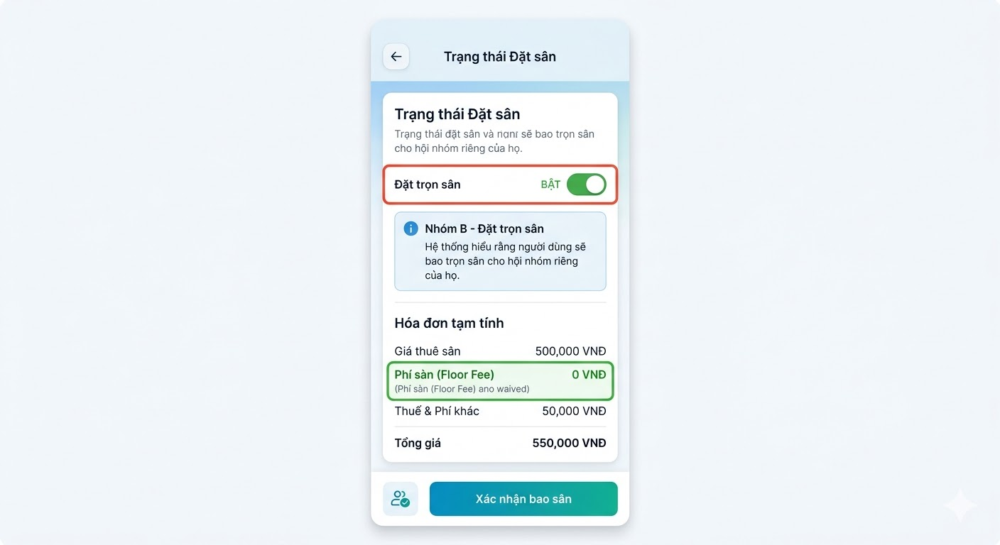 Trạng thái Đặt sân
Trạng thái Đặt sân
Trạng thái đặt sân và sẽ bao trọn sân
cho hội nhóm riêng của họ.
Đặt trọn sân BẬT
Nhóm B - Đặt trọn sân
Hệ thống hiểu rằng người dùng sẽ
bao trọn sân cho hội nhóm riêng
của họ.
Hóa đơn tạm tính
Giá thuê sân 500,000 VNĐ
Phí sàn (Floor Fee) 0 VNĐ
(Phí sàn (Floor Fee) ano waived)
Thuế & Phí khác 50,000 VNĐ
Tổng giá 550,000 VNĐ
Xác nhận bao sân